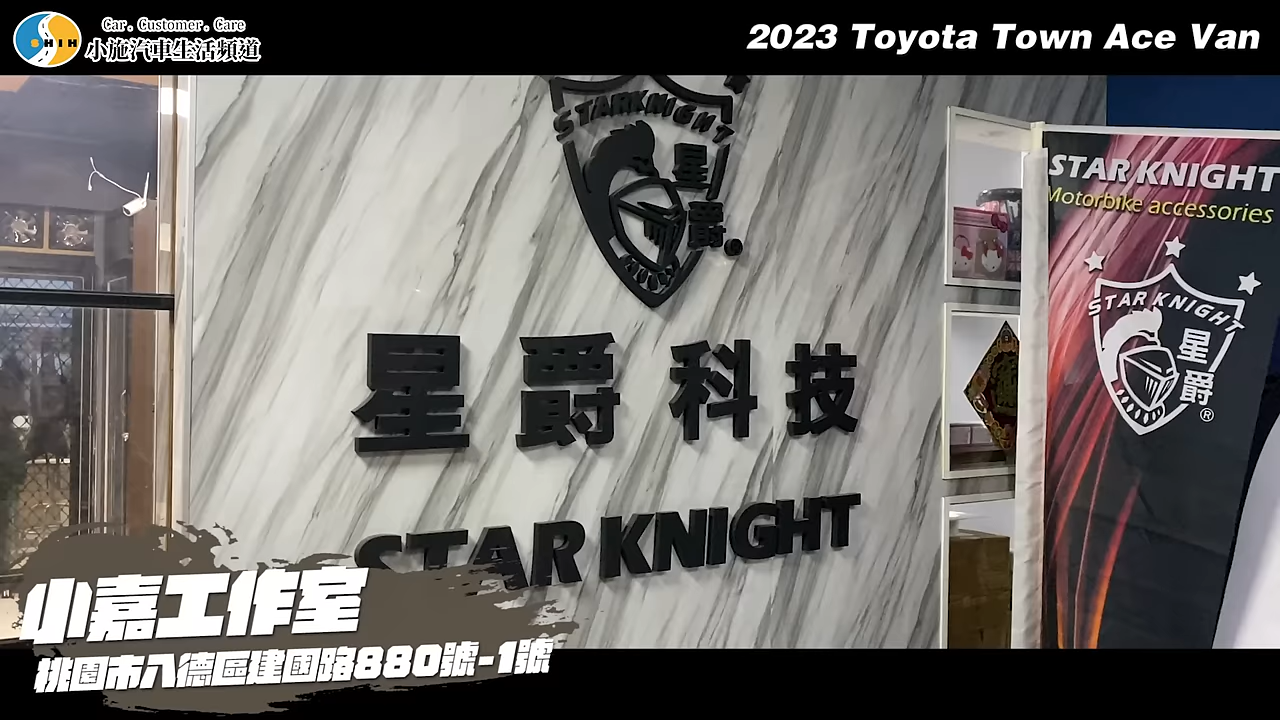 Car . Customer . Care
SHIH
小施汽車生活頻道
2023 Toyota Town Ace Van
STARKNIGHT
星爵
星爵科技
STAR KNIGHT
STAR KNIGHT
Motorbike accessories
STAR KNIGHT
星爵
®
小嘉工作室
桃園市八德區建國路880號-1號